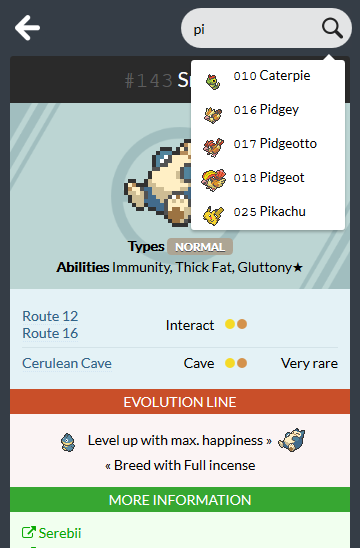 pi
#143
010 Caterpie
016 Pidgey
017 Pidgeotto
018 Pidgeot
025 Pikachu
Types NORMAL
Abilities Immunity, Thick Fat, Gluttony★
Route 12
Route 16
Interact
Cerulean Cave Cave Very rare
EVOLUTION LINE
Level up with max. happiness »
« Breed with Full incense
MORE INFORMATION
Serebii